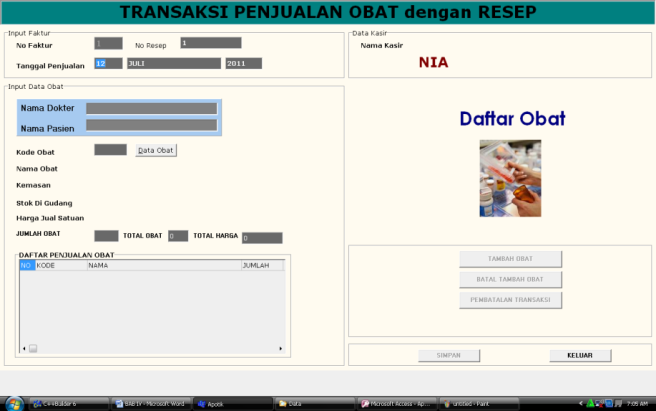 TRANSAKSI PENJUALAN OBAT dengan RESEP
Input Faktur
No Faktur 1 No Resep 1
Tanggal Penjualan 12 JULI 2011
Data Kasir
Nama Kasir
NIA
Input Data Obat
Nama Dokter
Nama Pasien
Kode Obat Data Obat
Nama Obat
Kemasan
Stok Di Gudang
Harga Jual Satuan
JUMLAH OBAT TOTAL OBAT 0 TOTAL HARGA 0
DAFTAR PENJUALAN OBAT
NO KODE NAMA JUMLAH
Daftar Obat
TAMBAH OBAT
BATAL TAMBAH OBAT
PEMBATALAN TRANSAKSI
SIMPAN KELUAR
C++Builder 6 BAB IV - Microsoft Word Apotik Data Microsoft Access - Ap... untitled - Paint 7:05 AM